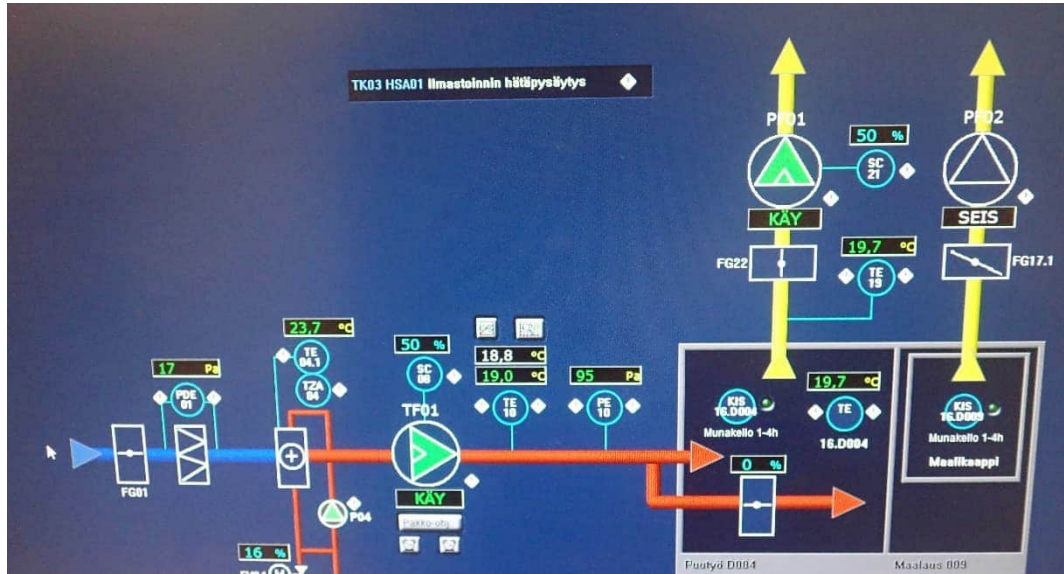 TK03 HSA01 Ilmastoinnin hätäpysäytys
PF01
PF02
50 %
SC
21
KÄY
SEIS
19,7 °C
FG22
TE
19
FG17.1
23,7 °C
TE
04.1
TZA
04
17 Pa
PDE
01
50 %
SC
08
TF01
18,8 °C
19,0 °C
TE
10
95 Pa
PE
10
KIS
16.D004
Munakello 1-4h
19,7 °C
TE
16.D004
KIS
16.D009
Munakello 1-4h
Maalikaappi
0 %
FG01
P04
KÄY
Pakko-ohj.
16 %
Puutyö D004
Maalaus 009